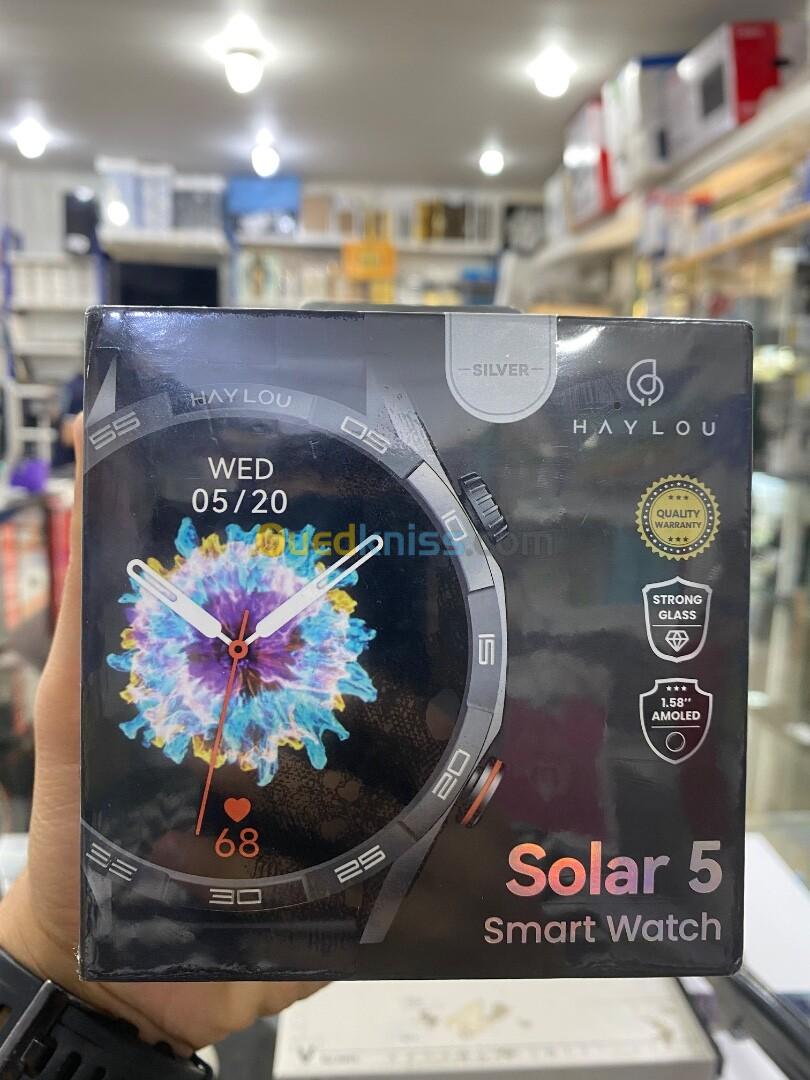 SILVER
HAYLOU
HAYLOU
55
05
10
15
20
25
30
35
WED
05/20
68
QUALITY
WARRANTY
STRONG
GLASS
1.58’’
AMOLED
Ouedkniss.com
Solar 5
Smart Watch